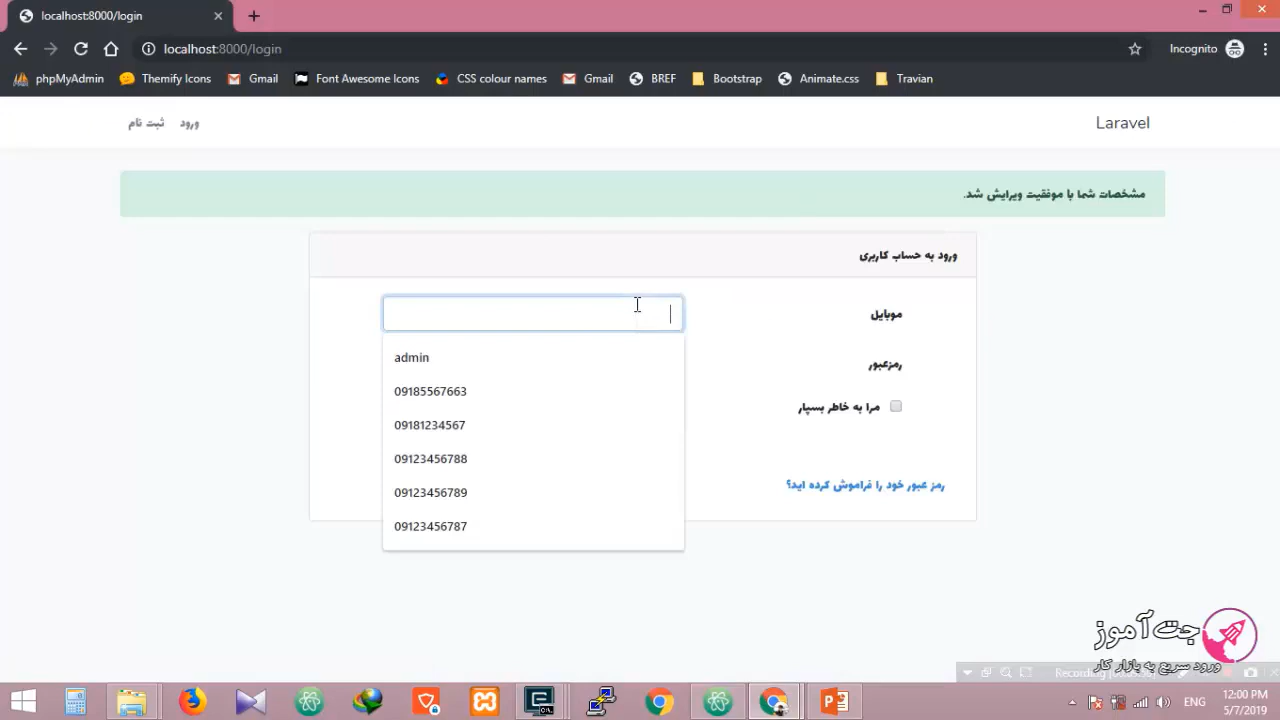 localhost:8000/login
localhost:8000/login
Incognito
phpMyAdmin
Themify Icons
Gmail
Font Awesome Icons
CSS colour names
Gmail
BREF
Bootstrap
Animate.css
Travian
Laravel
ورود
ثبت نام
مشخصات شما با موفقیت ویرایش شد.
ورود به حساب کاربری
موبایل
admin
09185567663
رمزعبور
مرا به خاطر بسپار
09181234567
09123456788
رمز عبور خود را فراموش کرده اید؟
09123456789
09123456787
جت آموز
ورود سریع به بازار کار
ENG
12:00 PM
5/7/2019